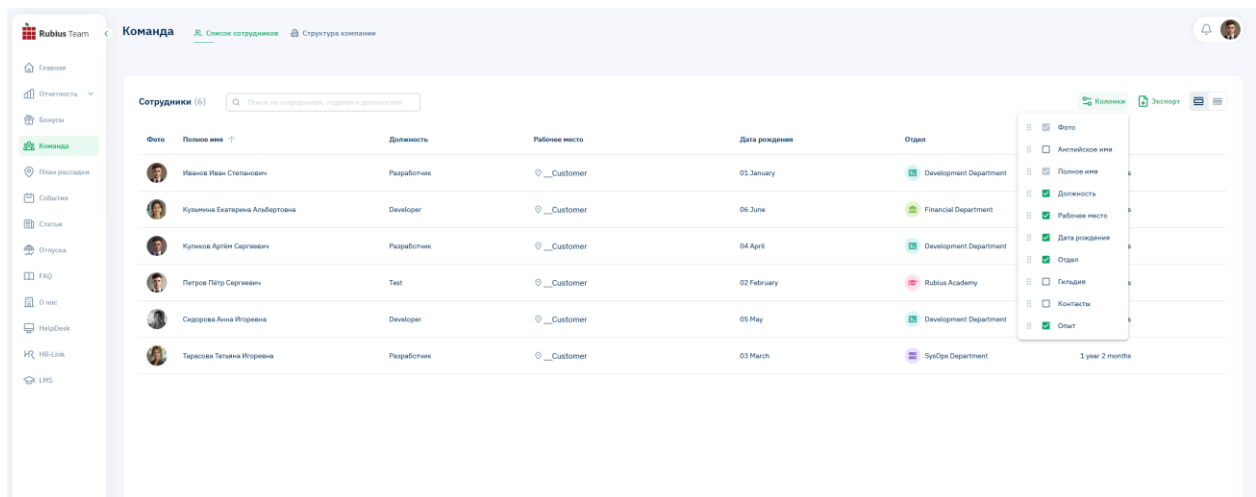 Rubius Team
Команда
Список сотрудников
Структура компании
Главная
Отчетность
Бонусы
Команда
План рассадки
События
Статьи
Отпуска
FAQ
О нас
HelpDesk
HR-Link
LMS
Сотрудники (6)
Поиск по сотрудникам, отделам и должностям
Колонки
Экспорт
Фото Полное имя Должность Рабочее место Дата рождения Отдел
Иванов Иван Степанович Разработчик __Customer 01 January Development Department s
Кузьмина Екатерина Альбертовна Developer __Customer 06 June Financial Department s
Куликов Артём Сергеевич Разработчик __Customer 04 April Development Department s
Петров Пётр Сергеевич Test __Customer 02 February Rubius Academy s
Сидорова Анна Игоревна Developer __Customer 05 May Development Department s
Тарасова Татьяна Игоревна Разработчик __Customer 03 March SysOps Department 1 year 2 months
Фото
Английское имя
Полное имя
Должность
Рабочее место
Дата рождения
Отдел
Гильдия
Контакты
Опыт